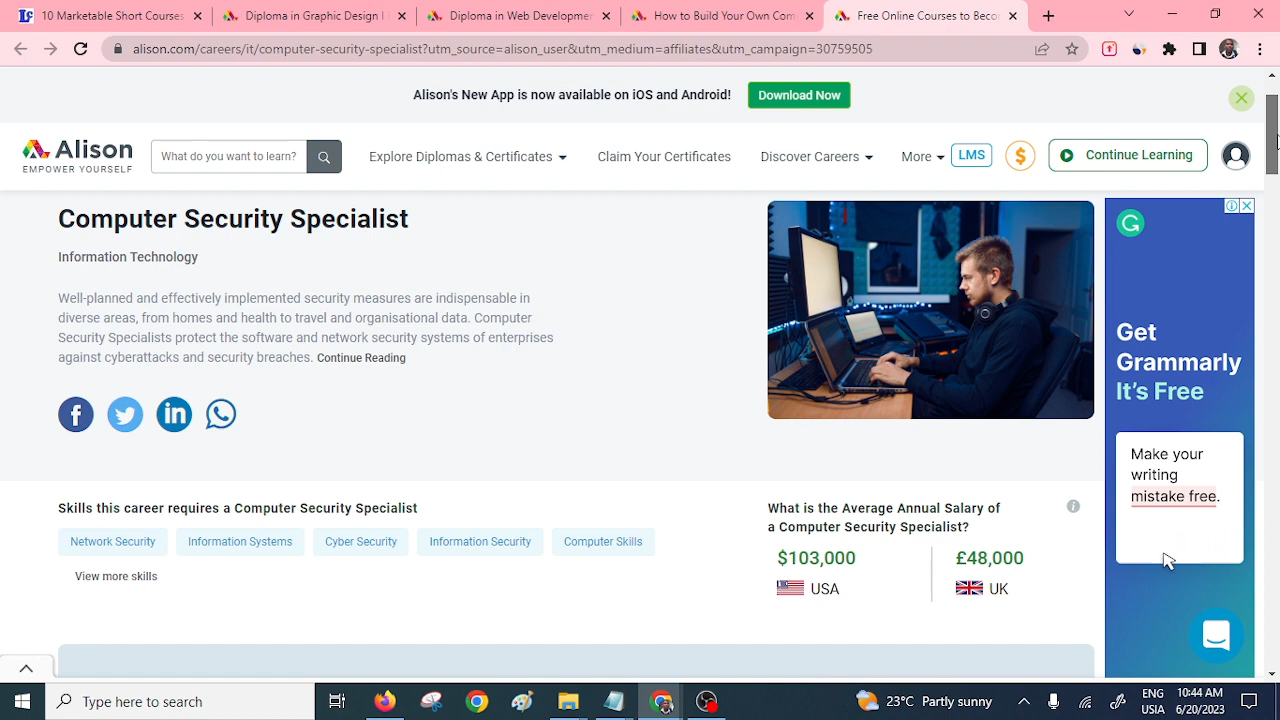 10 Marketable Short Courses
Diploma in Graphic Design
Diploma in Web Developmen
How to Build Your Own Com
Free Online Courses to Becor
alison.com/careers/it/computer-security-specialist?utm_source=alison_user&utm_medium=affiliates&utm_campaign=30759505
Alison's New App is now available on iOS and Android!
Download Now
Alison
EMPOWER YOURSELF
What do you want to learn?
Explore Diplomas & Certificates
Claim Your Certificates
Discover Careers
More
LMS
Continue Learning
Computer Security Specialist
Information Technology
Well-planned and effectively implemented security measures are indispensable in
diverse areas, from home and health to travel and organisational data. Computer
Security Specialists protect the software and network security systems of enterprises
against cyberattacks and security breaches. Continue Reading
Get
Grammarly
It's Free
Make your
writing
mistake free.
Skills this career requires a Computer Security Specialist
Network Security
Information Systems
Cyber Security
Information Security
Computer Skills
View more skills
What is the Average Annual Salary of
a Computer Security Specialist?
$103,000
USA
£48,000
UK
Type here to search
23°C Partly sunny
ENG
USIA
10:44 AM
6/20/2023